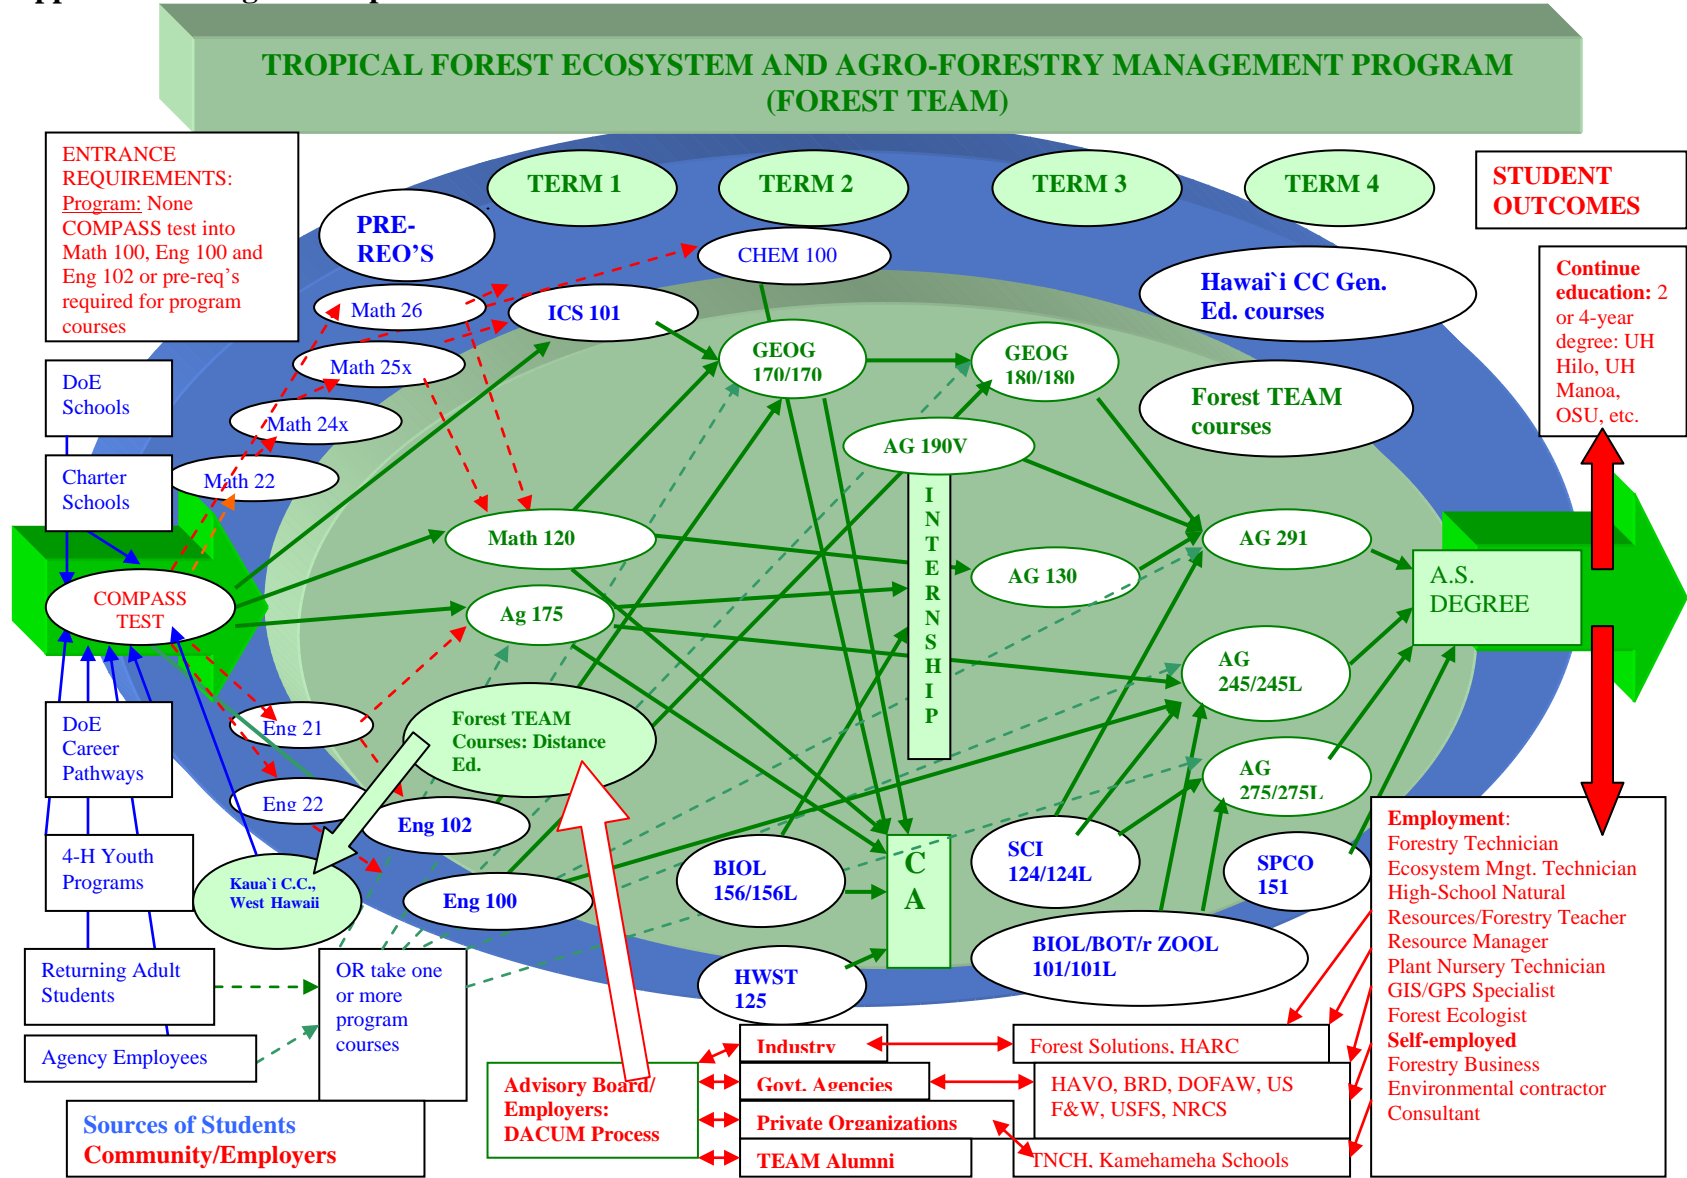 TROPICAL FOREST ECOSYSTEM AND AGRO-FORESTRY MANAGEMENT PROGRAM
(FOREST TEAM)
ENTRANCE
REQUIREMENTS:
Program: None
COMPASS test into
Math 100, Eng 100 and
Eng 102 or pre-req’s
required for program
courses
PRE-
REO’S
TERM 1
TERM 2
TERM 3
TERM 4
STUDENT
OUTCOMES
CHEM 100
Hawai`i CC Gen.
Ed. courses
Continue
education: 2
or 4-year
degree: UH
Hilo, UH
Manoa,
OSU, etc.
Math 26
ICS 101
Math 25x
GEOG
170/170
GEOG
180/180
DoE
Schools
Math 24x
Forest TEAM
courses
AG 190V
Charter
Schools
Math 22
I
N
T
E
R
N
S
H
I
P
Math 120
AG 291
AG 130
A.S.
DEGREE
COMPASS
TEST
Ag 175
AG
245/245L
DoE
Career
Pathways
Eng 21
Forest TEAM
Courses: Distance
Ed.
AG
275/275L
Eng 22
Eng 102
4-H Youth
Programs
Kaua`i C.C.,
West Hawaii
Eng 100
BIOL
156/156L
C
A
SCI
124/124L
SPCO
151
Employment:
Forestry Technician
Ecosystem Mngt. Technician
High-School Natural
Resources/Forestry Teacher
Resource Manager
Plant Nursery Technician
GIS/GPS Specialist
Forest Ecologist
Self-employed
Forestry Business
Environmental contractor
Consultant
BIOL/BOT/r ZOOL
101/101L
HWST
125
Returning Adult
Students
OR take one
or more
program
courses
Agency Employees
Advisory Board/
Employers:
DACUM Process
Industry
Forest Solutions, HARC
Govt. Agencies
HAVO, BRD, DOFAW, US
F&W, USFS, NRCS
Private Organizations
TEAM Alumni
TNCH, Kamehameha Schools
Sources of Students
Community/Employers